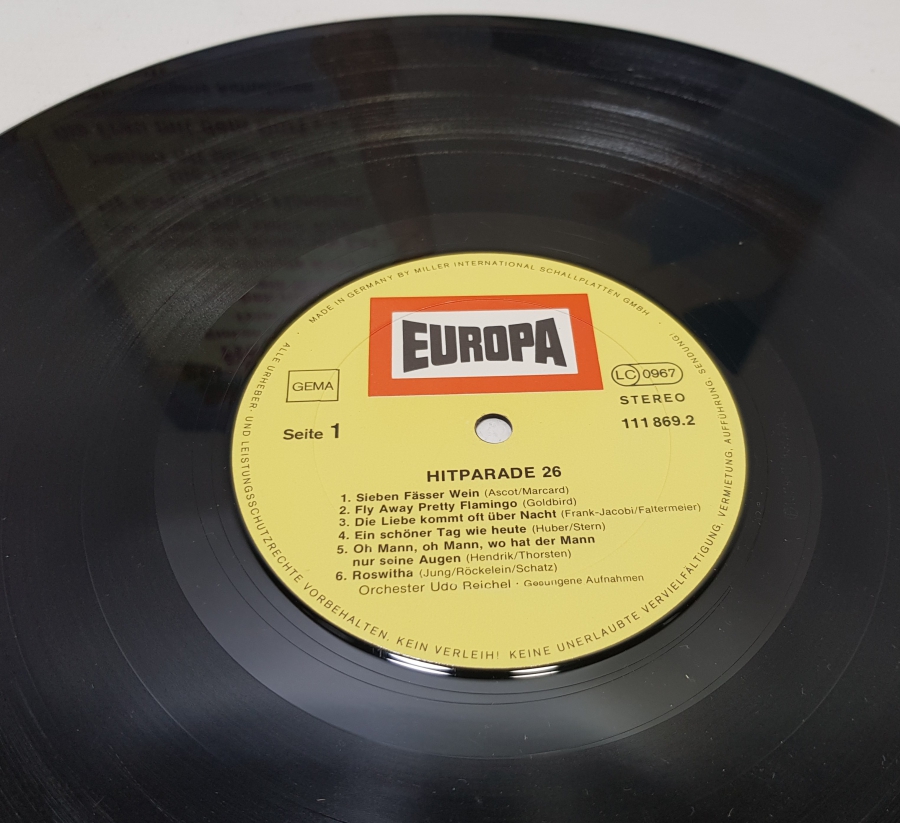 MADE IN GERMANY BY MILLER INTERNATIONAL SCHALLPLATTEN GMBH ·
EUROPA
GEMA
LC 0967
STEREO
Seite 1
111 869.2
HITPARADE 26
1. Sieben Fässer Wein (Ascot/Marcard)
2. Fly Away Pretty Flamingo (Goldbird)
3. Die Liebe kommt oft über Nacht (Frank-Jacobi/Faltermeier)
4. Ein schöner Tag wie heute (Huber/Stern)
5. Oh Mann, oh Mann, wo hat der Mann
nur seine Augen (Hendrik/Thorsten)
6. Roswitha (Jung/Röckelein/Schatz)
Orchester Udo Reichel · Gesungene Aufnahmen
· ALLE URHEBER- UND LEISTUNGSSCHUTZRECHTE VORBEHALTEN, KEIN VERLEIH! KEINE UNERLAUBTE VERVIELFÄLTIGUNG, VERMIETUNG, AUFFÜHRUNG, SENDUNG! ·